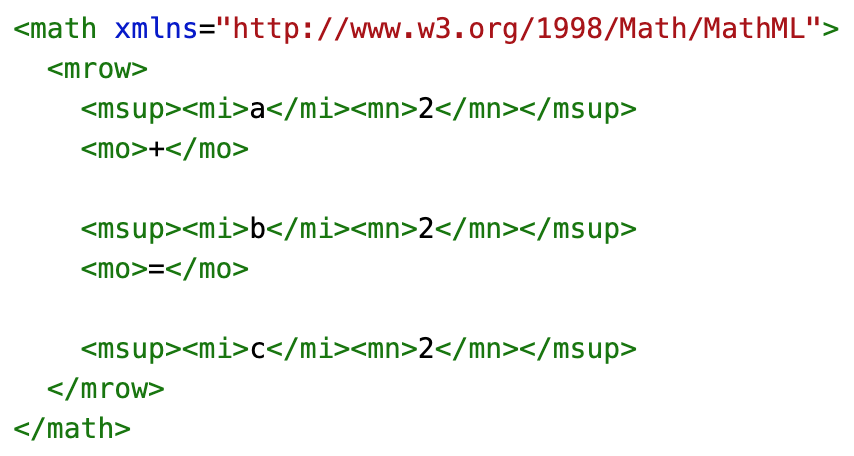 <math xmlns="http://www.w3.org/1998/Math/MathML">
  <mrow>
    <msup><mi>a</mi><mn>2</mn></msup>
    <mo>+</mo>

    <msup><mi>b</mi><mn>2</mn></msup>
    <mo>=</mo>

    <msup><mi>c</mi><mn>2</mn></msup>
  </mrow>
</math>